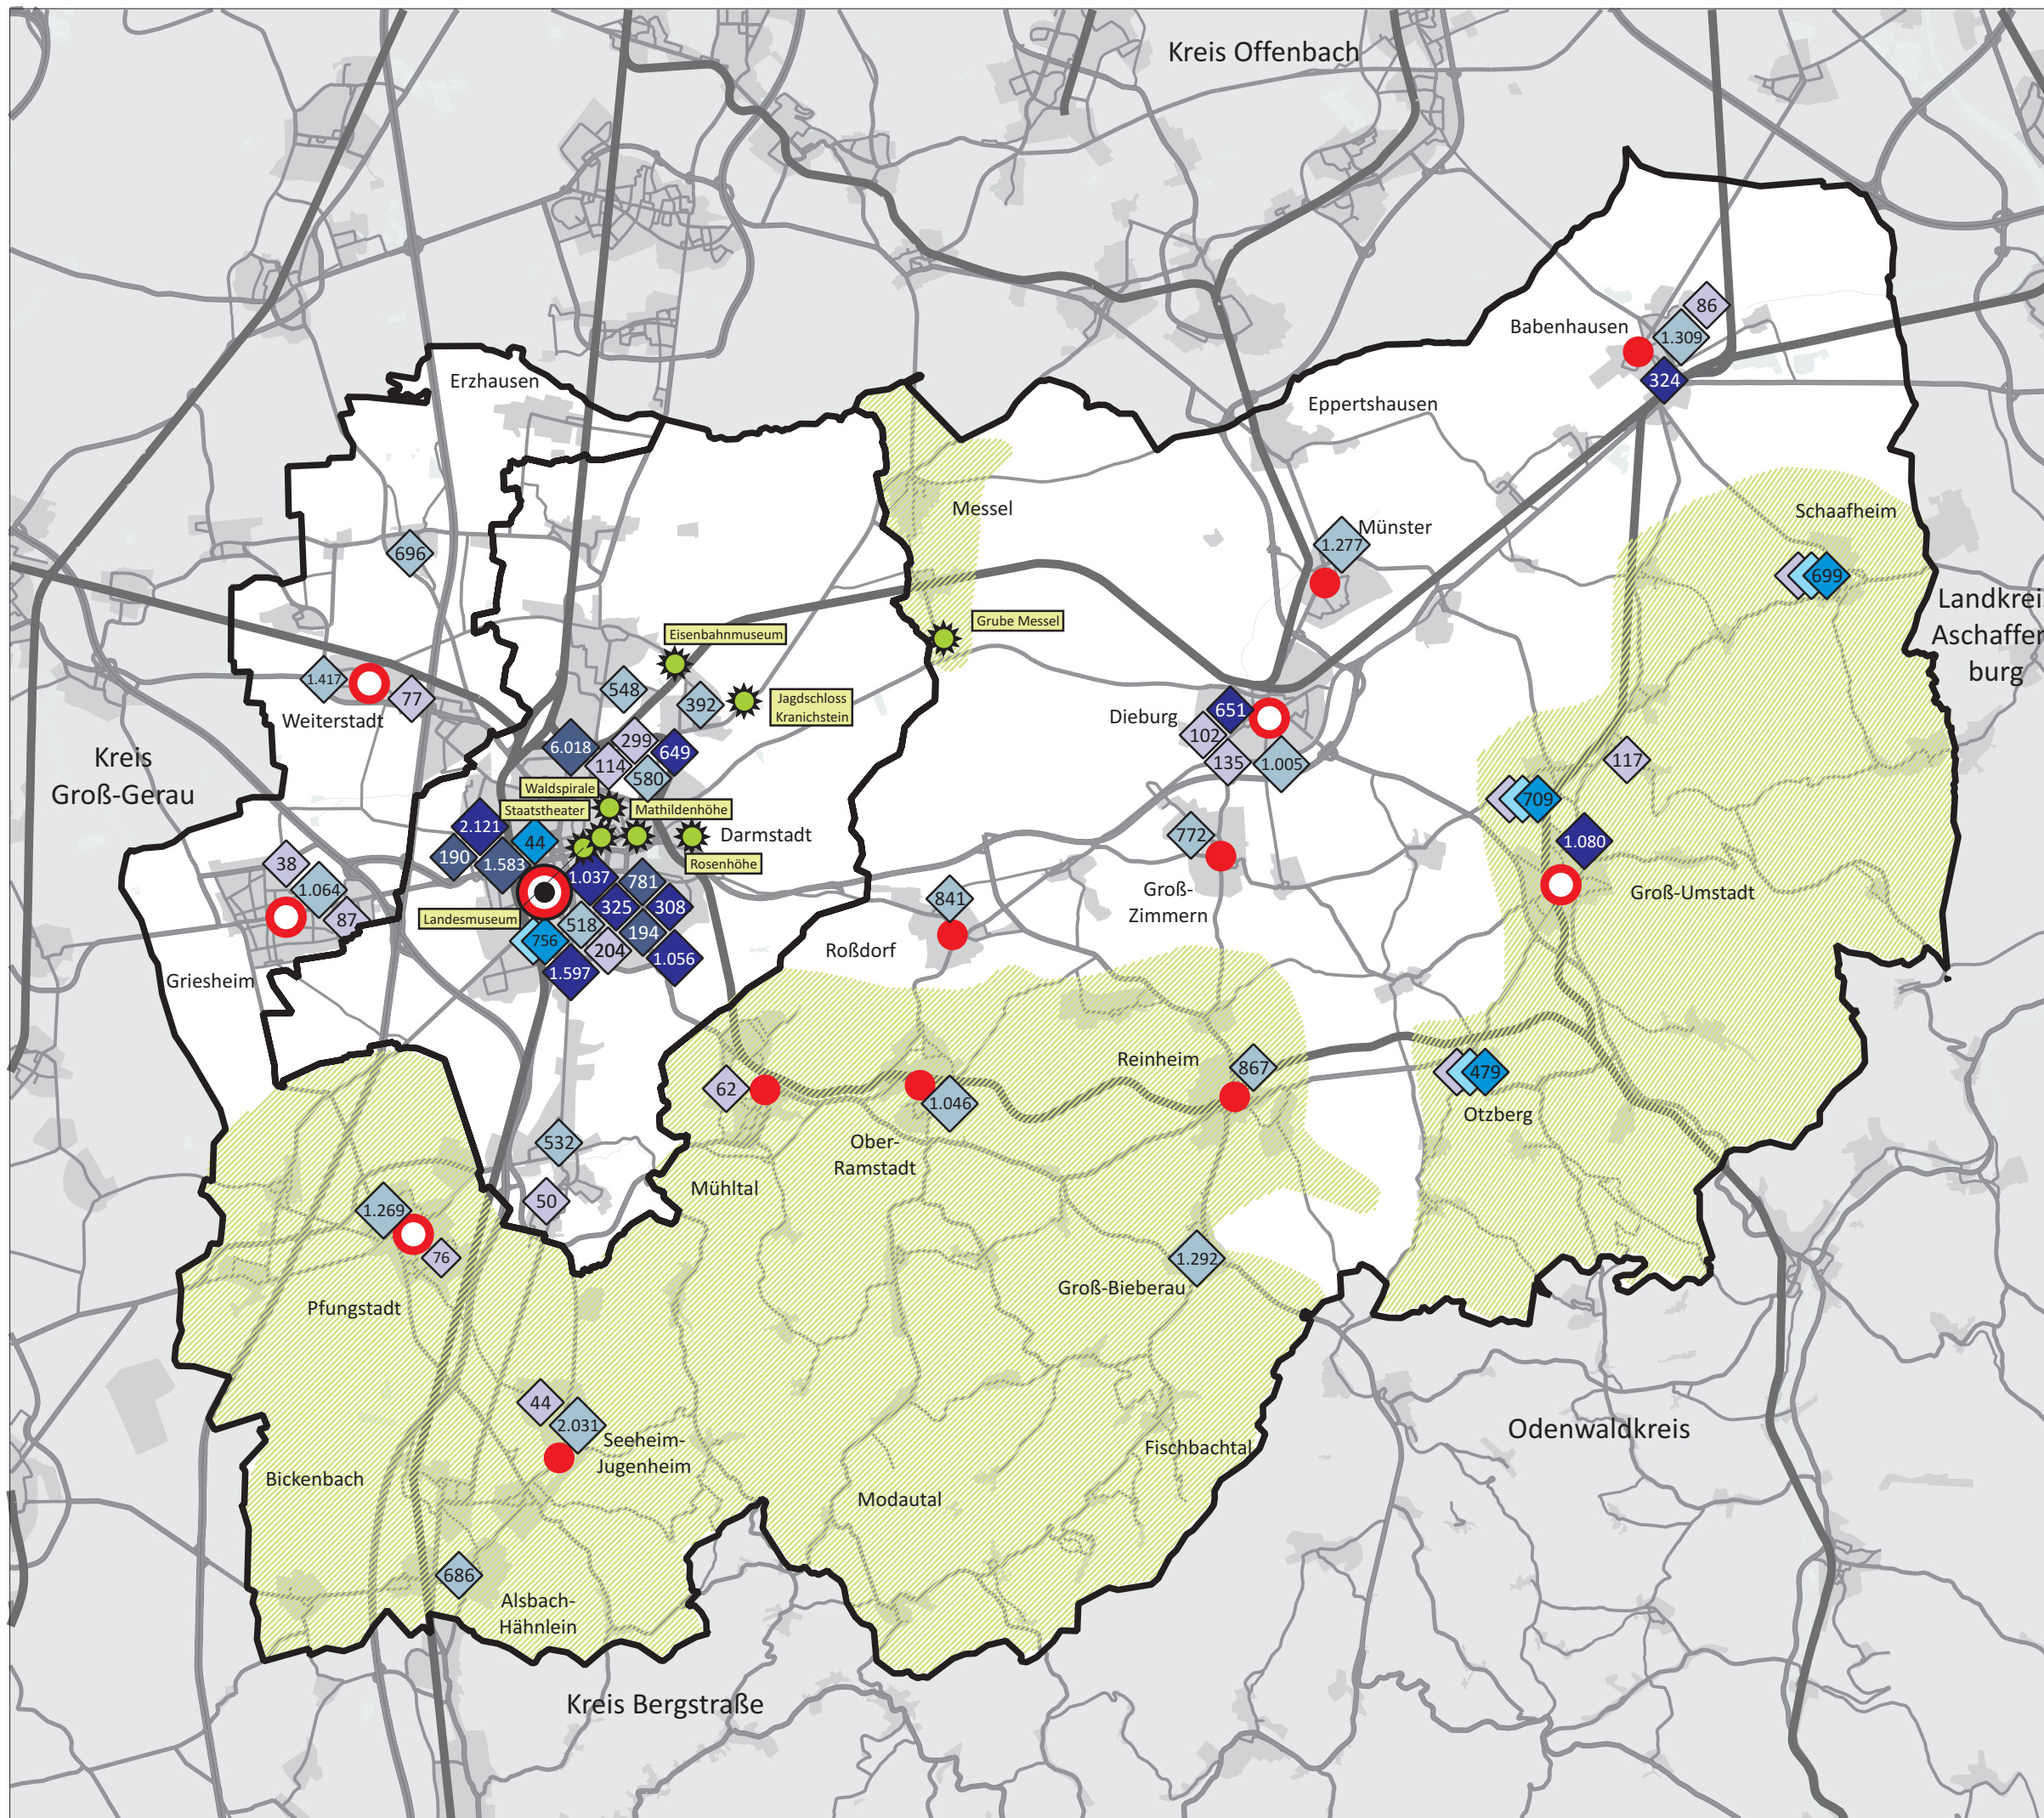 Kreis Offenbach
86
Babenhausen
1.309
324
Erzhausen
Eppertshausen
Messel
Schaafheim
Münster
1.277
696
699
Landkrei
Aschaffen
burg
Grube Messel
Eisenbahnmuseum
1.417
77
Weiterstadt
548
392
Jagdschloss
Kranichstein
Dieburg
651
102
135
1.005
Kreis
Groß-Gerau
6.018
299
649
114
580
117
709
Waldspirale
Staatstheater
Mathildenhöhe
Darmstadt
Rosenhöhe
2.121
44
190
1.583
772
1.080
38
1.064
87
1.037
781
325
308
Landesmuseum
518
194
756
204
1.056
1.597
841
Groß-
Zimmern
Groß-Umstadt
Roßdorf
Griesheim
Reinheim
867
479
Otzberg
62
1.046
Ober-
Ramstadt
532
Mühltal
50
1.269
76
1.292
Groß-Bieberau
Pfungstadt
44
2.031
Seeheim-
Jugenheim
Odenwaldkreis
Fischbachtal
Bickenbach
Modautal
686
Alsbach-
Hähnlein
Kreis Bergstraße